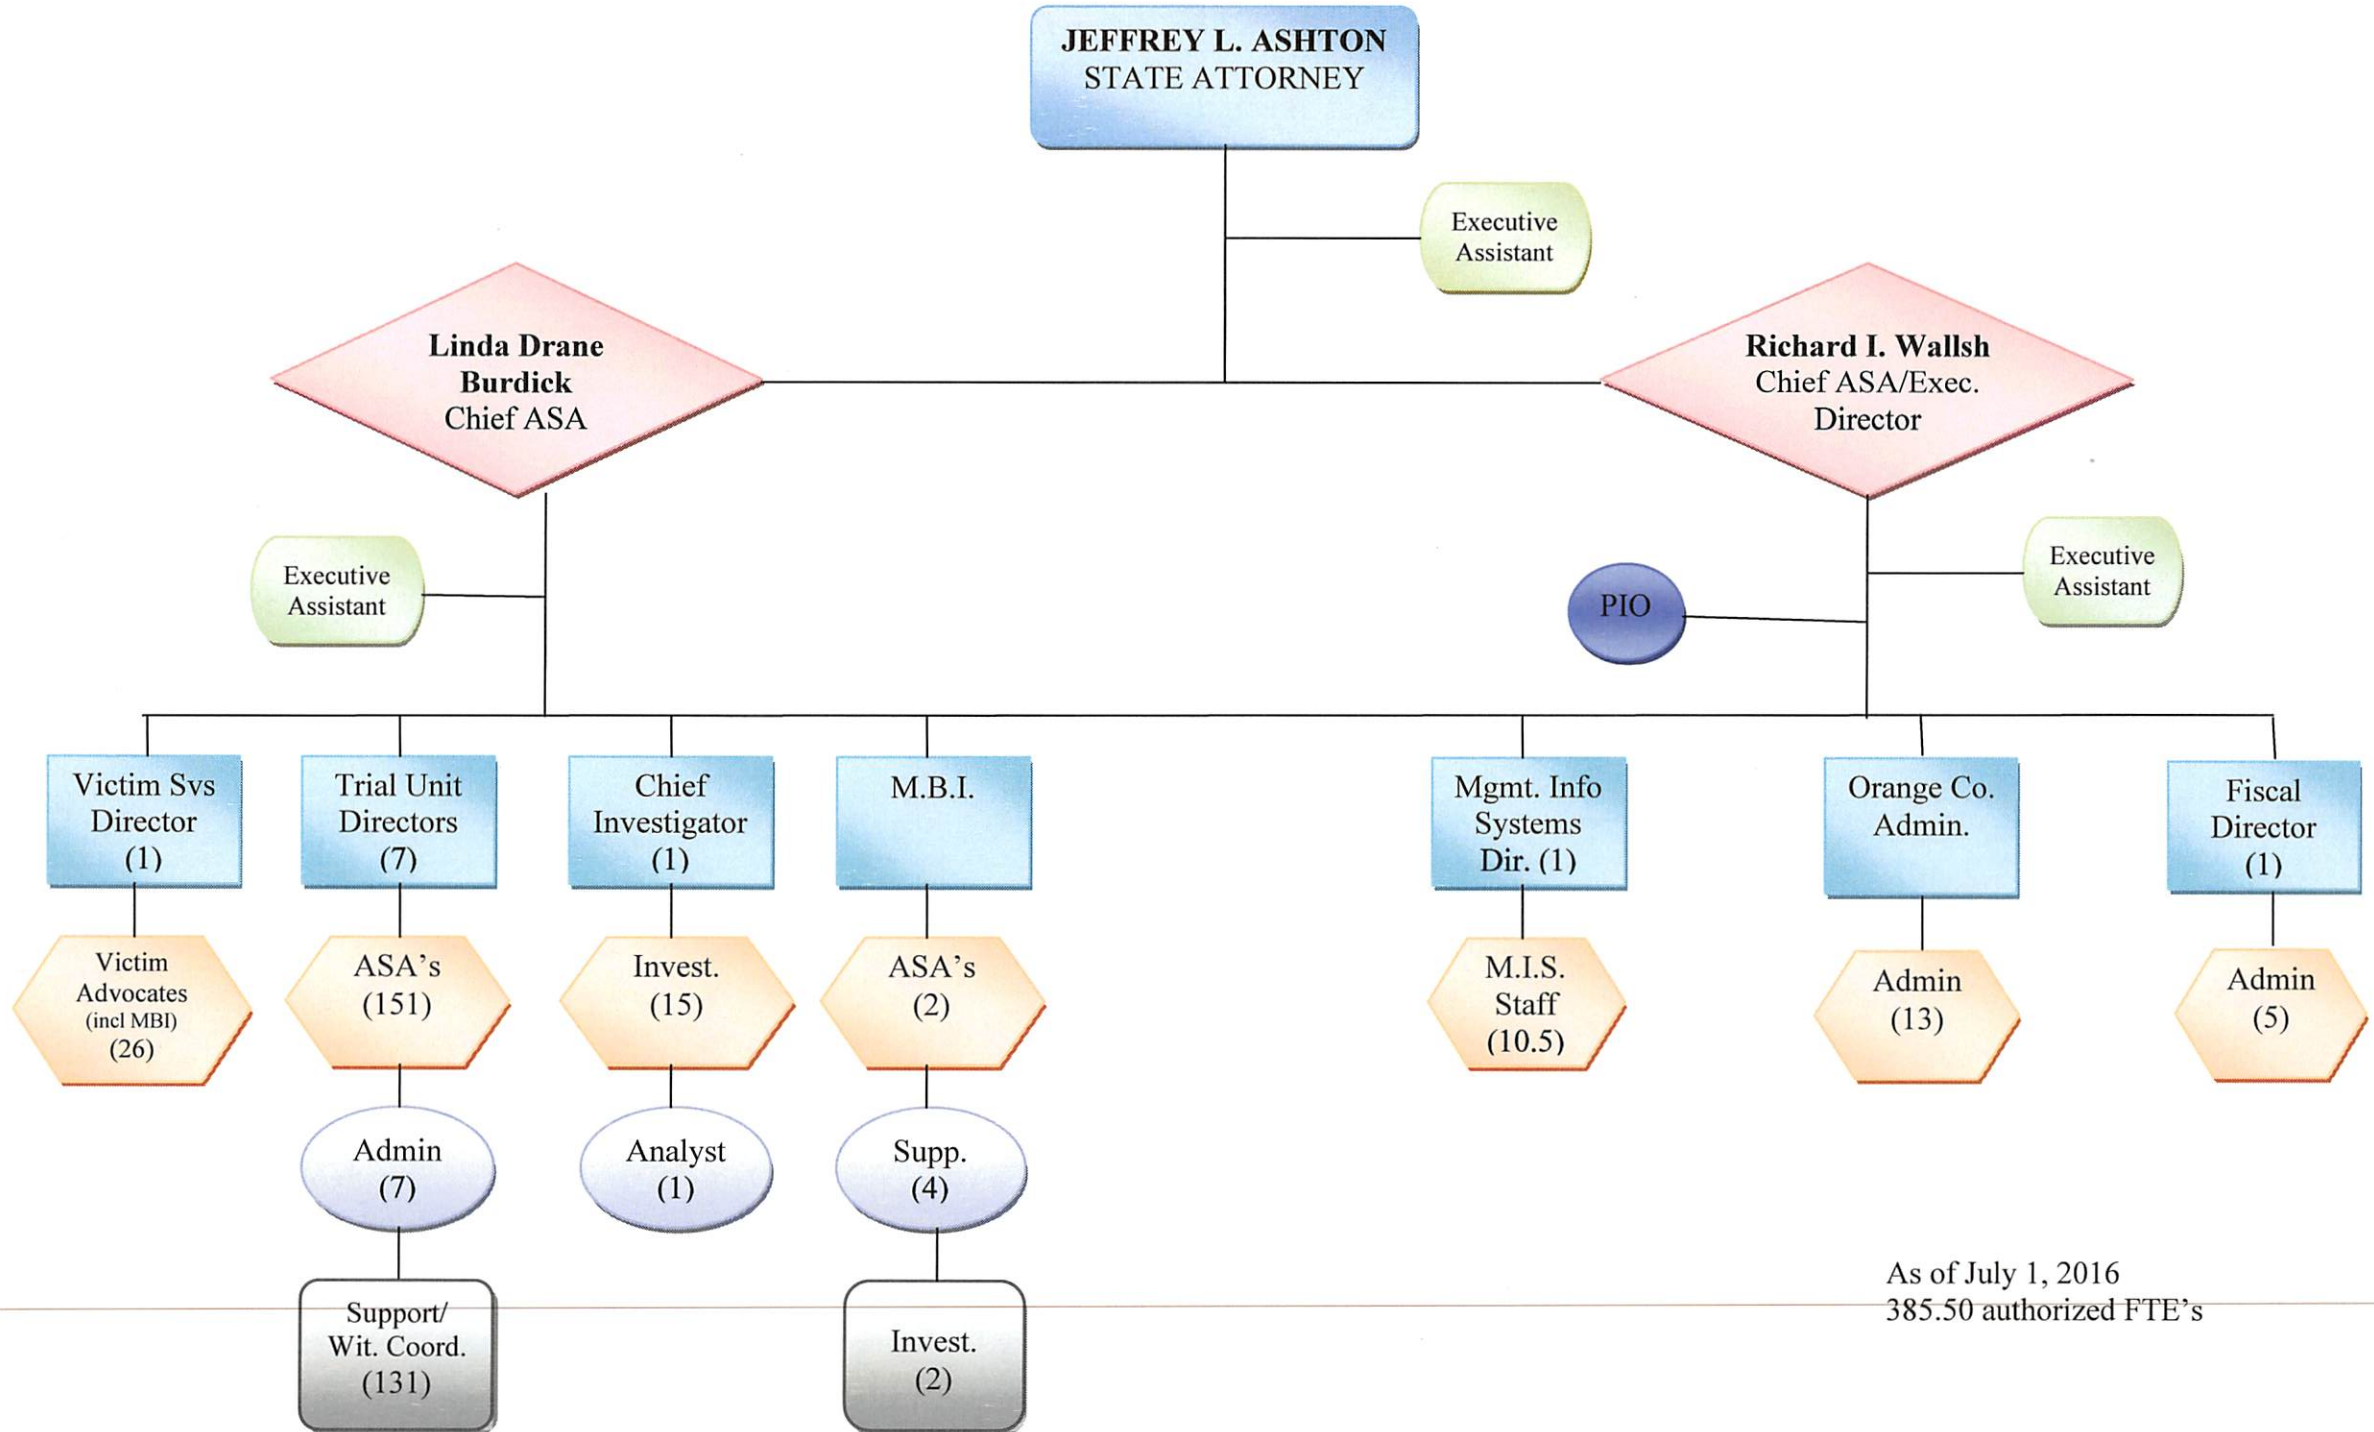 JEFFREY L. ASHTON
STATE ATTORNEY
Executive
Assistant
Linda Drane
Burdick
Chief ASA
Richard I. Wallsh
Chief ASA/Exec.
Director
Executive
Assistant
PIO
Executive
Assistant
Victim Svs
Director
(1)
Trial Unit
Directors
(7)
Chief
Investigator
(1)
M.B.I.
Mgmt. Info
Systems
Dir. (1)
Orange Co.
Admin.
Fiscal
Director
(1)
Victim
Advocates
(incl MBI)
(26)
ASA’s
(151)
Invest.
(15)
ASA’s
(2)
M.I.S.
Staff
(10.5)
Admin
(13)
Admin
(5)
Admin
(7)
Analyst
(1)
Supp.
(4)
Support/
Wit. Coord.
(131)
Invest.
(2)
As of July 1, 2016
385.50 authorized FTE’s